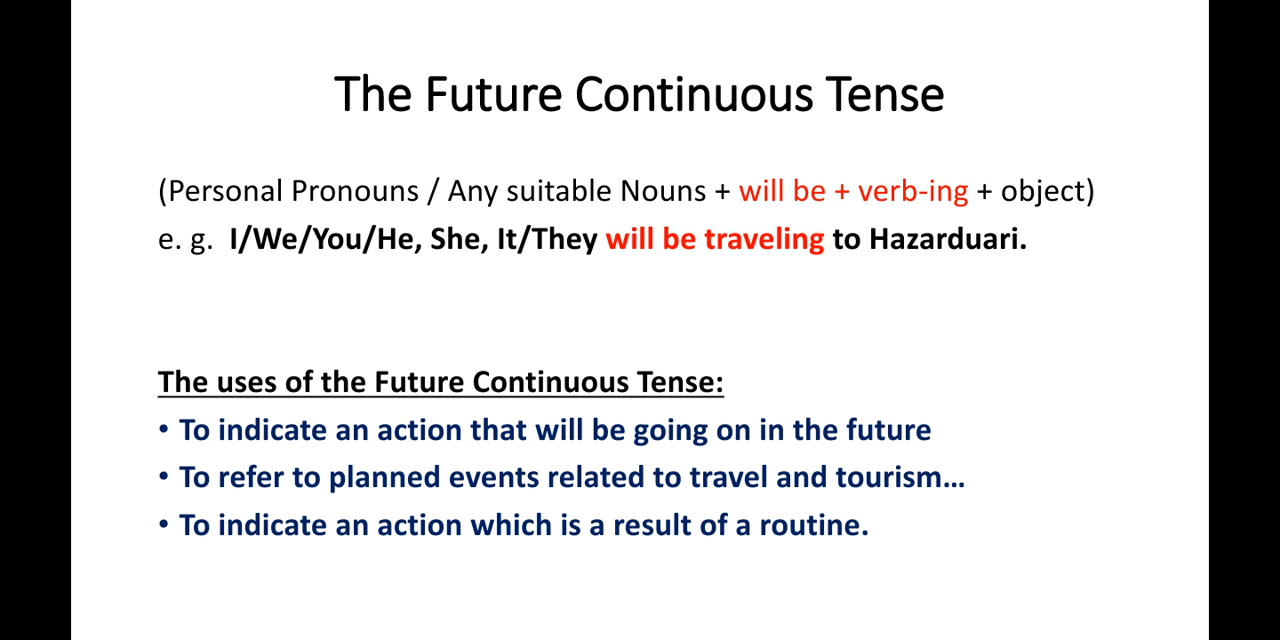 The Future Continuous Tense
(Personal Pronouns / Any suitable Nouns + will be + verb-ing + object)
e. g. I/We/You/He, She, It/They will be traveling to Hazarduari.
The uses of the Future Continuous Tense:
• To indicate an action that will be going on in the future
• To refer to planned events related to travel and tourism…
• To indicate an action which is a result of a routine.